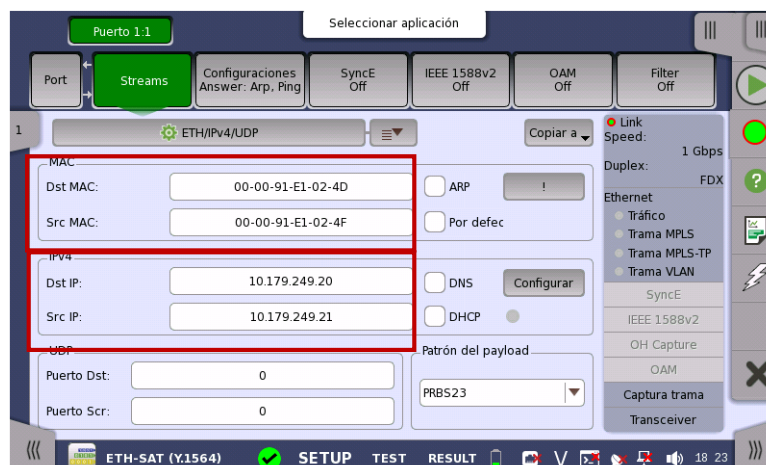 Puerto 1:1
Seleccionar aplicación
Port
Streams
Configuraciones
Answer: Arp, Ping
SyncE
Off
IEEE 1588v2
Off
OAM
Off
Filter
Off
1
ETH/IPv4/UDP
Copiar a
MAC
Dst MAC:
00-00-91-E1-02-4D
ARP
!
Src MAC:
00-00-91-E1-02-4F
Por defec
IPv4
Dst IP:
10.179.249.20
DNS
Configurar
Src IP:
10.179.249.21
DHCP
UDP
Puerto Dst:
0
Puerto Scr:
0
Patrón del payload
PRBS23
Link
Speed:
1 Gbps
Duplex:
FDX
Ethernet
Tráfico
Trama MPLS
Trama MPLS-TP
Trama VLAN
SyncE
IEEE 1588v2
OH Capture
OAM
Captura trama
Transceiver
?
ETH-SAT (Y.1564)
SETUP
TEST
RESULT
18 23